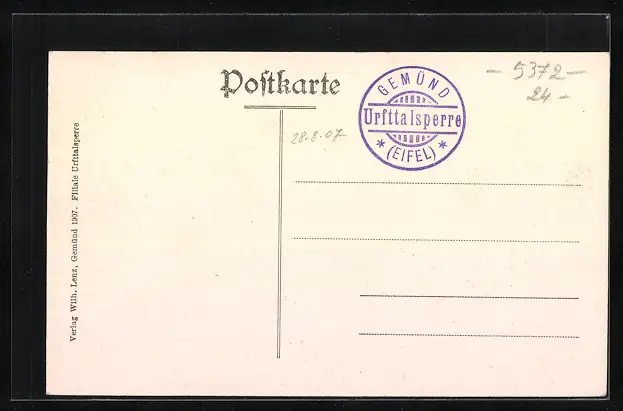 Postkarte
GEMÜND
Urfttalsperre
* (EIFEL) *
- 5372 -
24.-
28.8.07
Verlag Wilh. Lenz, Gemünd 1907. Filiale Urfttalsperre